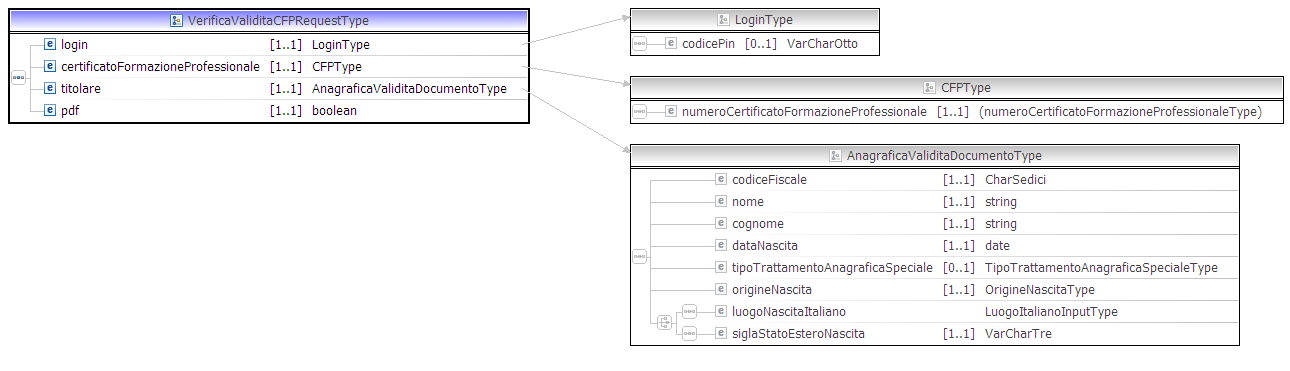 VerificaValiditaCFPRequestType
login [1..1] LoginType
certificatoFormazioneProfessionale [1..1] CFPType
titolare [1..1] AnagraficaValiditaDocumentoType
pdf [1..1] boolean
LoginType
codicePin [0..1] VarCharOtto
CFPType
numeroCertificatoFormazioneProfessionale [1..1] (numeroCertificatoFormazioneProfessionaleType)
AnagraficaValiditaDocumentoType
codiceFiscale [1..1] CharSedici
nome [1..1] string
cognome [1..1] string
dataNascita [1..1] date
tipoTrattamentoAnagraficaSpeciale [0..1] TipoTrattamentoAnagraficaSpecialeType
origineNascita [1..1] OrigineNascitaType
luogoNascitaItaliano LuogoItalianoInputType
siglaStatoEsteroNascita [1..1] VarCharTre